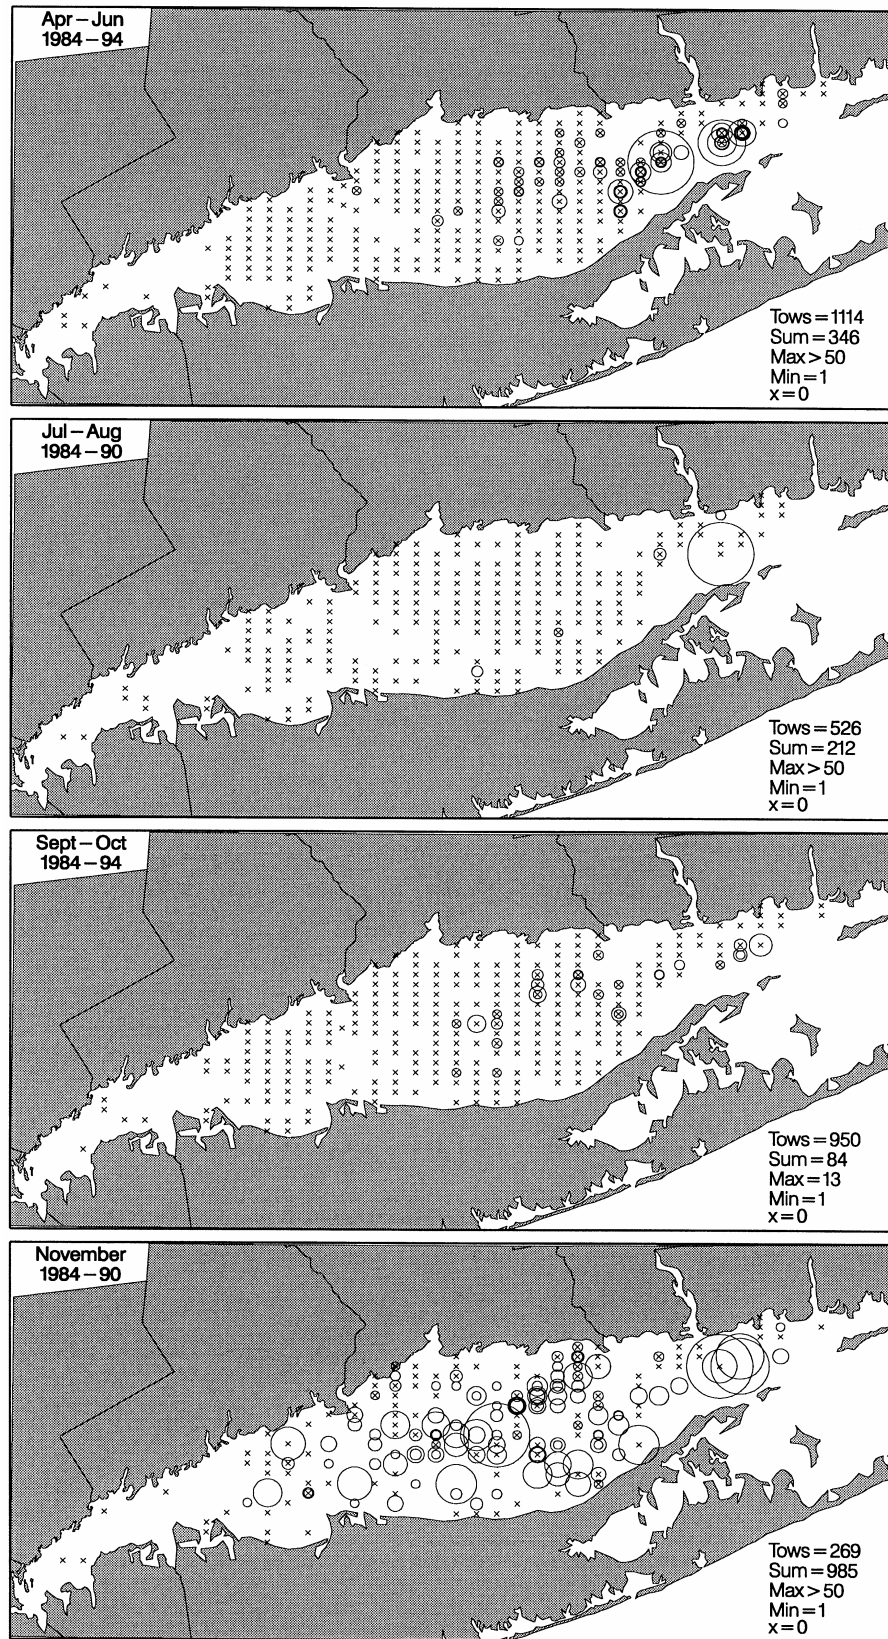 Apr – Jun
1984 – 94
Tows = 1114
Sum = 346
Max > 50
Min = 1
x = 0
Jul – Aug
1984 – 90
Tows = 526
Sum = 212
Max > 50
Min = 1
x = 0
Sept – Oct
1984 – 94
Tows = 950
Sum = 84
Max = 13
Min = 1
x = 0
November
1984 – 90
Tows = 269
Sum = 985
Max > 50
Min = 1
x = 0